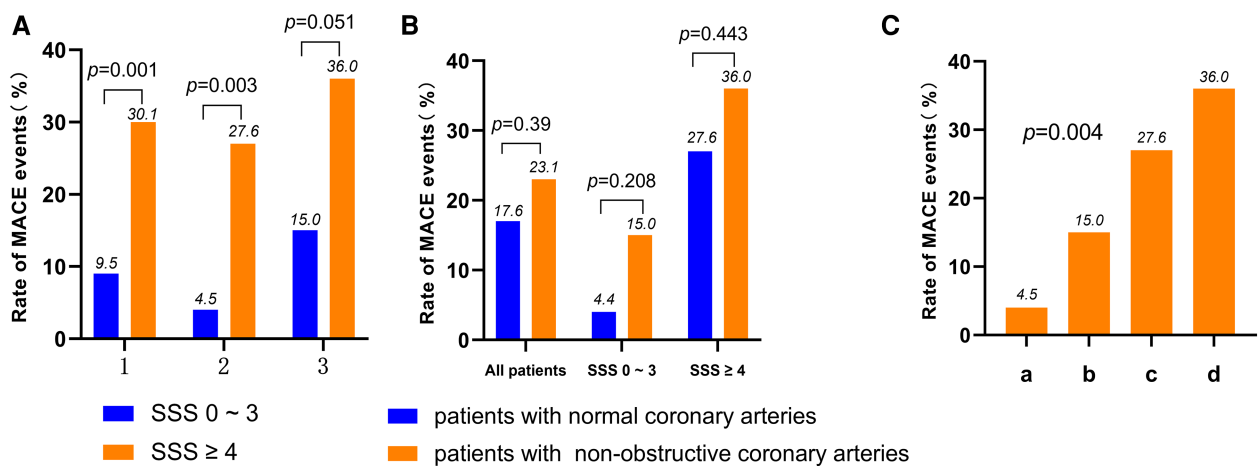 A
Rate of MACE events( %)
40
30
20
10
0
p=0.001
9.5
30.1
p=0.003
4.5
27.6
p=0.051
15.0
36.0
1
2
3
SSS 0 ~ 3
SSS ≥ 4
B
Rate of MACE events( %)
40
30
20
10
0
p=0.39
17.6
23.1
p=0.208
4.4
15.0
p=0.443
27.6
36.0
All patients
SSS 0 ~ 3
SSS ≥ 4
patients with normal coronary arteries
patients with non-obstructive coronary arteries
C
Rate of MACE events( %)
40
30
20
10
0
p=0.004
4.5
15.0
27.6
36.0
a
b
c
d